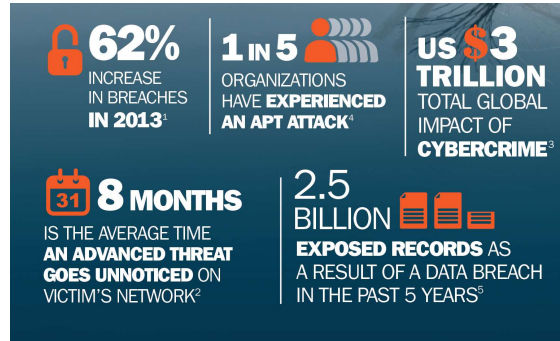 62%
INCREASE
IN BREACHES
IN 2013¹
1 IN 5
ORGANIZATIONS
HAVE EXPERIENCED
AN APT ATTACK⁴
US $3
TRILLION
TOTAL GLOBAL
IMPACT OF
CYBERCRIME³
31 8 MONTHS
IS THE AVERAGE TIME
AN ADVANCED THREAT
GOES UNNOTICED ON
VICTIM'S NETWORK²
2.5
BILLION
EXPOSED RECORDS AS
A RESULT OF A DATA BREACH
IN THE PAST 5 YEARS⁵